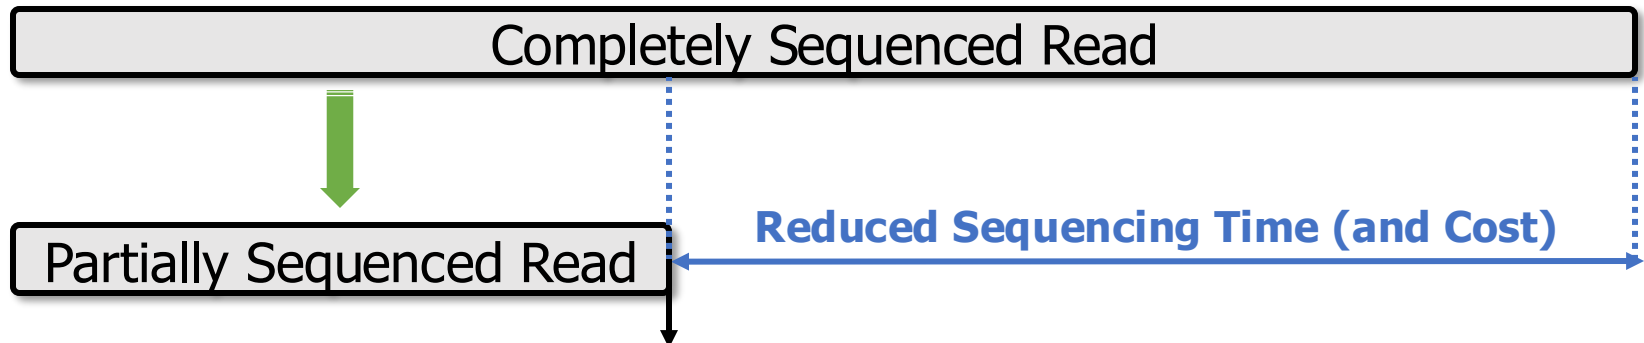 Completely Sequenced Read
Reduced Sequencing Time (and Cost)
Partially Sequenced Read